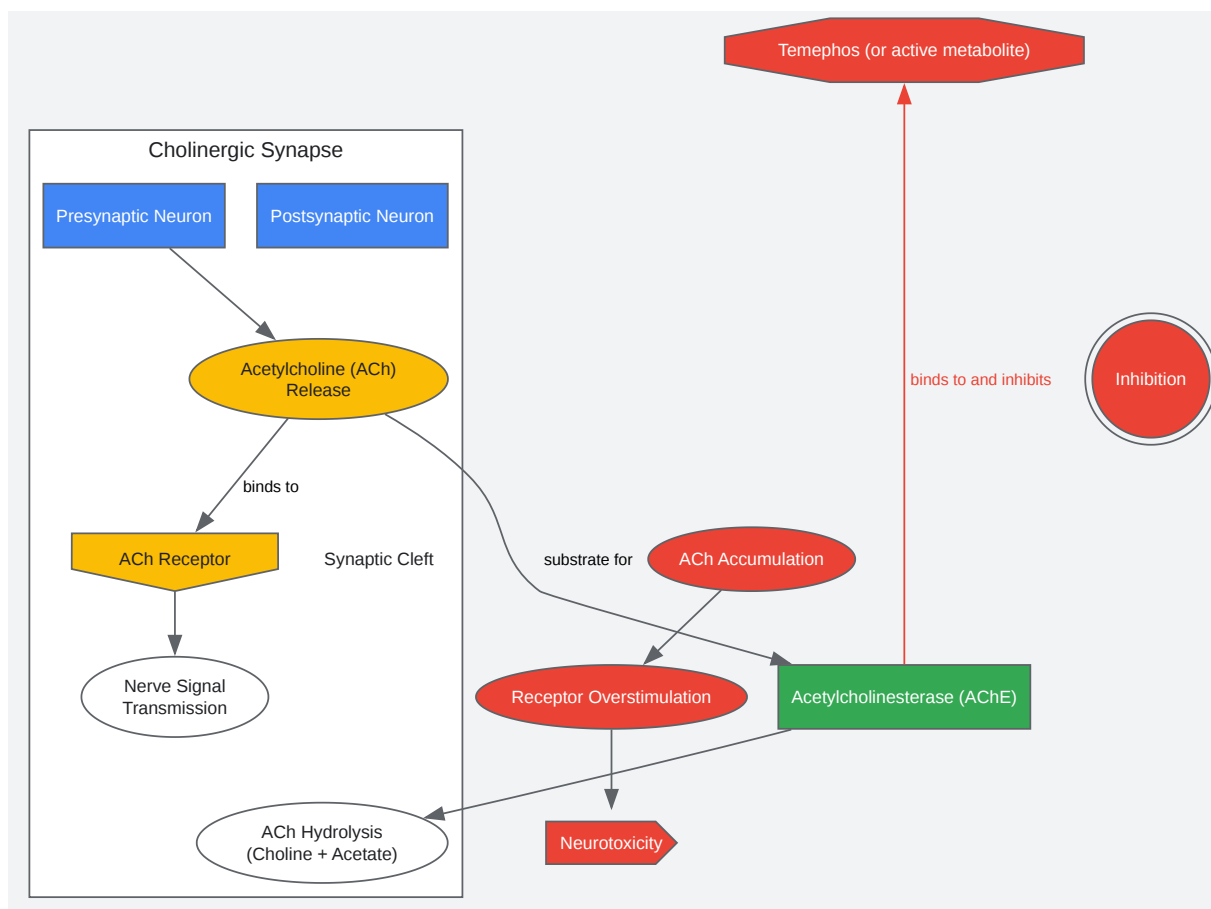 Temephos (or active metabolite)
Cholinergic Synapse
Presynaptic Neuron
Postsynaptic Neuron
Acetylcholine (ACh)
Release
binds to and inhibits
Inhibition
binds to
ACh Receptor
Synaptic Cleft
substrate for
ACh Accumulation
Nerve Signal
Transmission
Receptor Overstimulation
Acetylcholinesterase (AChE)
ACh Hydrolysis
(Choline + Acetate)
Neurotoxicity